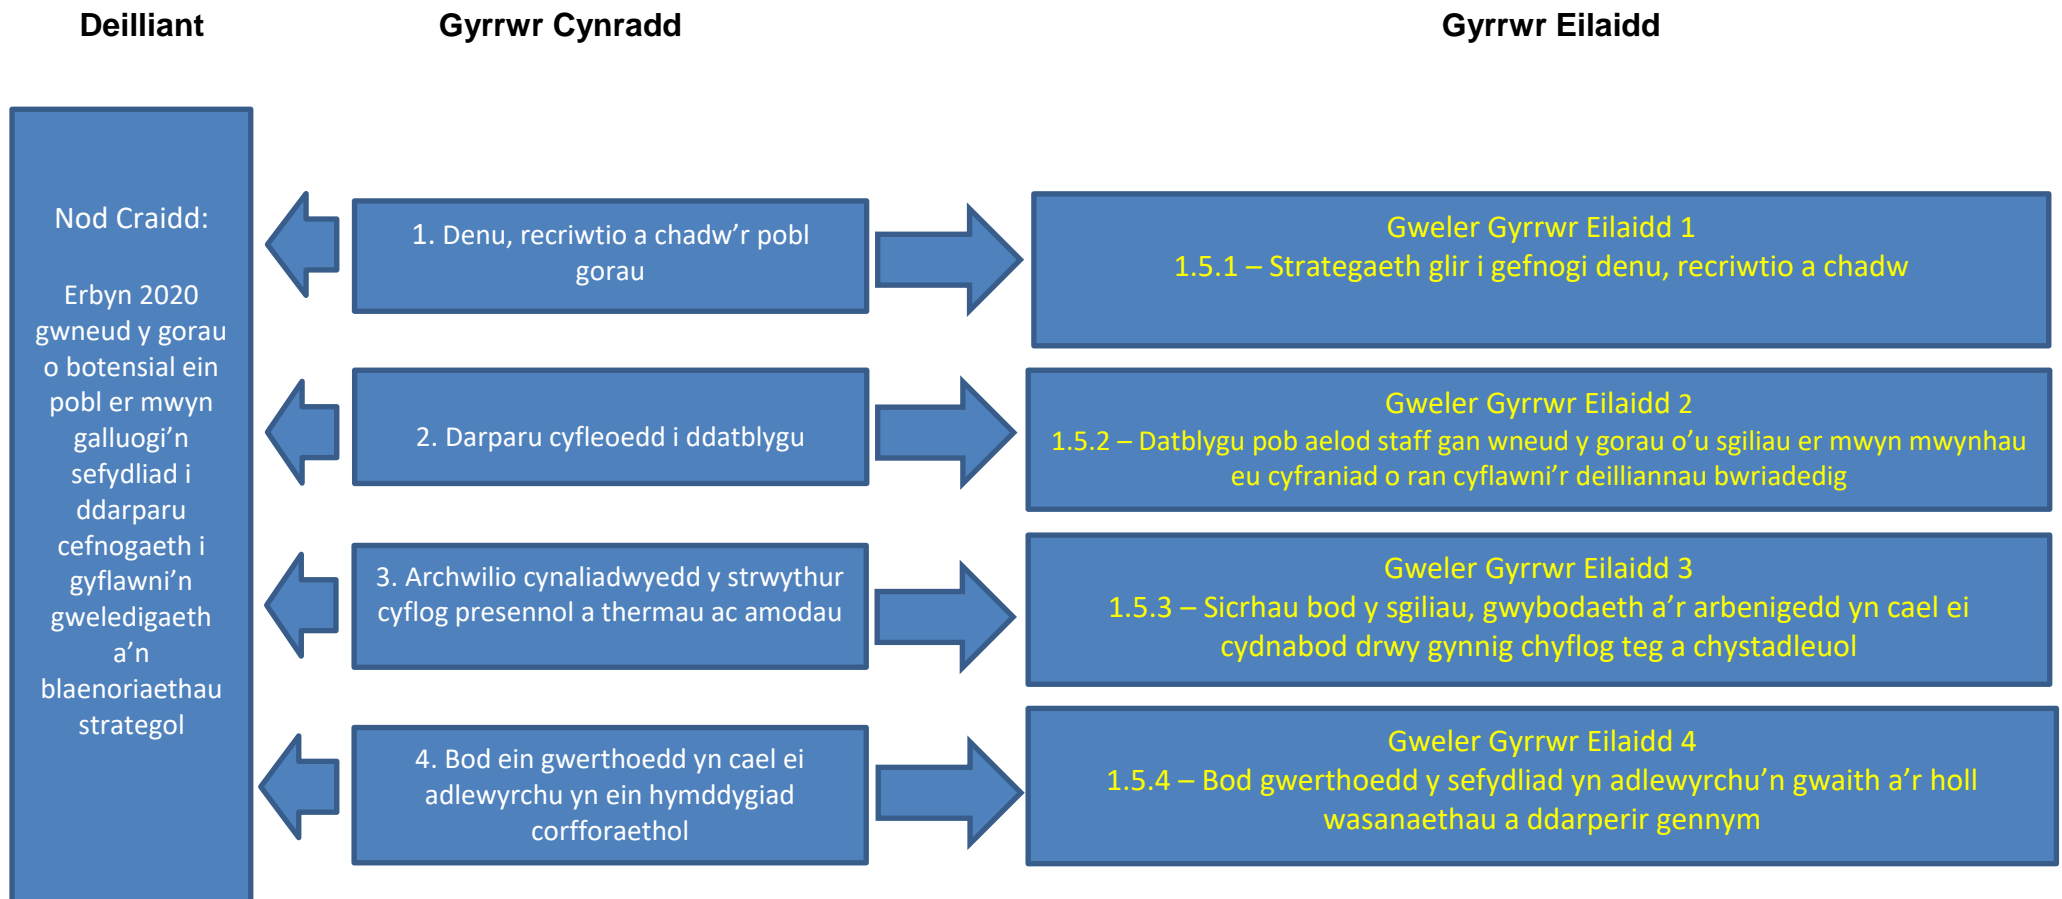 Deilliant
Gyrrwr Cynradd
Gyrrwr Eilaidd
Nod Craidd:
Erbyn 2020
gwneud y gorau
o botensial ein
pobl er mwyn
galluogi’n
sefydliad i
ddarparu
cefnogaeth i
gyflawni’n
gweledigaeth
a’n
blaenoriaethau
strategol
1. Denu, recriwtio a chadw’r pobl
gorau
Gweler Gyrrwr Eilaidd 1
1.5.1 – Strategaeth glir i gefnogi denu, recriwtio a chadw
2. Darparu cyfleoedd i ddatblygu
Gweler Gyrrwr Eilaidd 2
1.5.2 – Datblygu pob aelod staff gan wneud y gorau o’u sgiliau er mwyn mwynhau
eu cyfraniad o ran cyflawni’r deilliannau bwriadedig
3. Archwilio cynaliadwyedd y strwythur
cyflog presennol a thermau ac amodau
Gweler Gyrrwr Eilaidd 3
1.5.3 – Sicrhau bod y sgiliau, gwybodaeth a’r arbenigedd yn cael ei
cydnabod drwy gynnig chyflog teg a chystadleuol
4. Bod ein gwerthoedd yn cael ei
adlewyrchu yn ein hymddygiad
corfforaethol
Gweler Gyrrwr Eilaidd 4
1.5.4 – Bod gwerthoedd y sefydliad yn adlewyrchu’n gwaith a’r holl
wasanaethau a ddarperir gennym